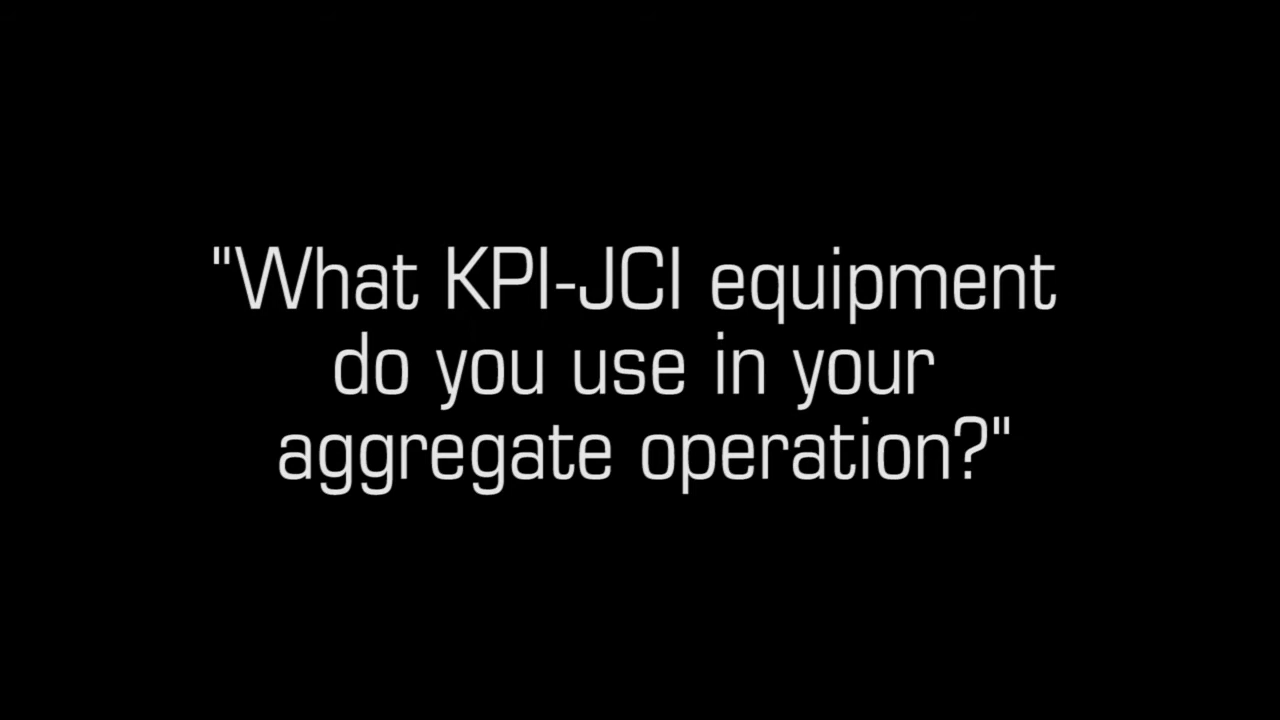 "What KPI-JCI equipment
do you use in your
aggregate operation?"